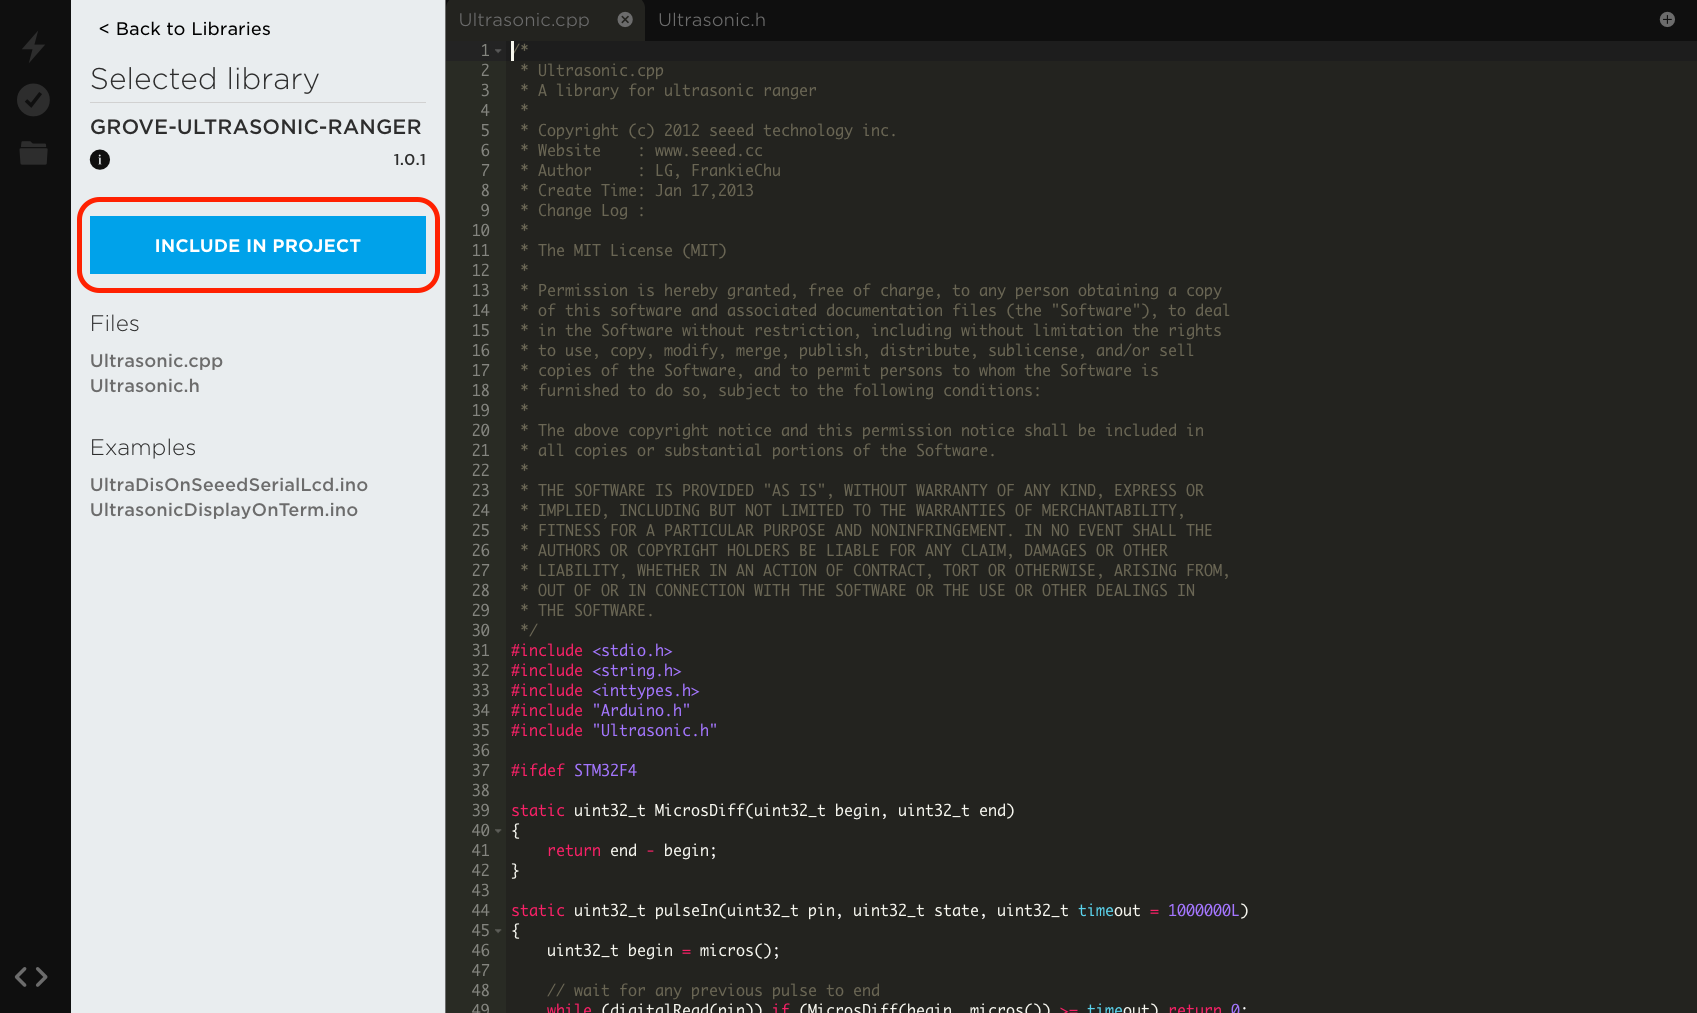 < Back to Libraries
Selected library
GROVE-ULTRASONIC-RANGER
i
1.0.1
INCLUDE IN PROJECT
Files
Ultrasonic.cpp
Ultrasonic.h
Examples
UltraDisOnSeeedSerialLcd.ino
UltrasonicDisplayOnTerm.ino
Ultrasonic.cpp Ultrasonic.h
1 /*
2 * Ultrasonic.cpp
3 * A library for ultrasonic ranger
4 *
5 * Copyright (c) 2012 seeed technology inc.
6 * Website    : www.seeed.cc
7 * Author     : LG, FrankieChu
8 * Create Time: Jan 17,2013
9 * Change Log :
10 *
11 * The MIT License (MIT)
12 *
13 * Permission is hereby granted, free of charge, to any person obtaining a copy
14 * of this software and associated documentation files (the "Software"), to deal
15 * in the Software without restriction, including without limitation the rights
16 * to use, copy, modify, merge, publish, distribute, sublicense, and/or sell
17 * copies of the Software, and to permit persons to whom the Software is
18 * furnished to do so, subject to the following conditions:
19 *
20 * The above copyright notice and this permission notice shall be included in
21 * all copies or substantial portions of the Software.
22 *
23 * THE SOFTWARE IS PROVIDED "AS IS", WITHOUT WARRANTY OF ANY KIND, EXPRESS OR
24 * IMPLIED, INCLUDING BUT NOT LIMITED TO THE WARRANTIES OF MERCHANTABILITY,
25 * FITNESS FOR A PARTICULAR PURPOSE AND NONINFRINGEMENT. IN NO EVENT SHALL THE
26 * AUTHORS OR COPYRIGHT HOLDERS BE LIABLE FOR ANY CLAIM, DAMAGES OR OTHER
27 * LIABILITY, WHETHER IN AN ACTION OF CONTRACT, TORT OR OTHERWISE, ARISING FROM,
28 * OUT OF OR IN CONNECTION WITH THE SOFTWARE OR THE USE OR OTHER DEALINGS IN
29 * THE SOFTWARE.
30 */
31 #include <stdio.h>
32 #include <string.h>
33 #include <inttypes.h>
34 #include "Arduino.h"
35 #include "Ultrasonic.h"
36
37 #ifdef STM32F4
38
39 static uint32_t MicrosDiff(uint32_t begin, uint32_t end)
40 {
41     return end - begin;
42 }
43
44 static uint32_t pulseIn(uint32_t pin, uint32_t state, uint32_t timeout = 1000000L)
45 {
46     uint32_t begin = micros();
47
48     // wait for any previous pulse to end
49     while (digitalRead(pin)) if (MicrosDiff(begin, micros()) >= timeout) return 0;